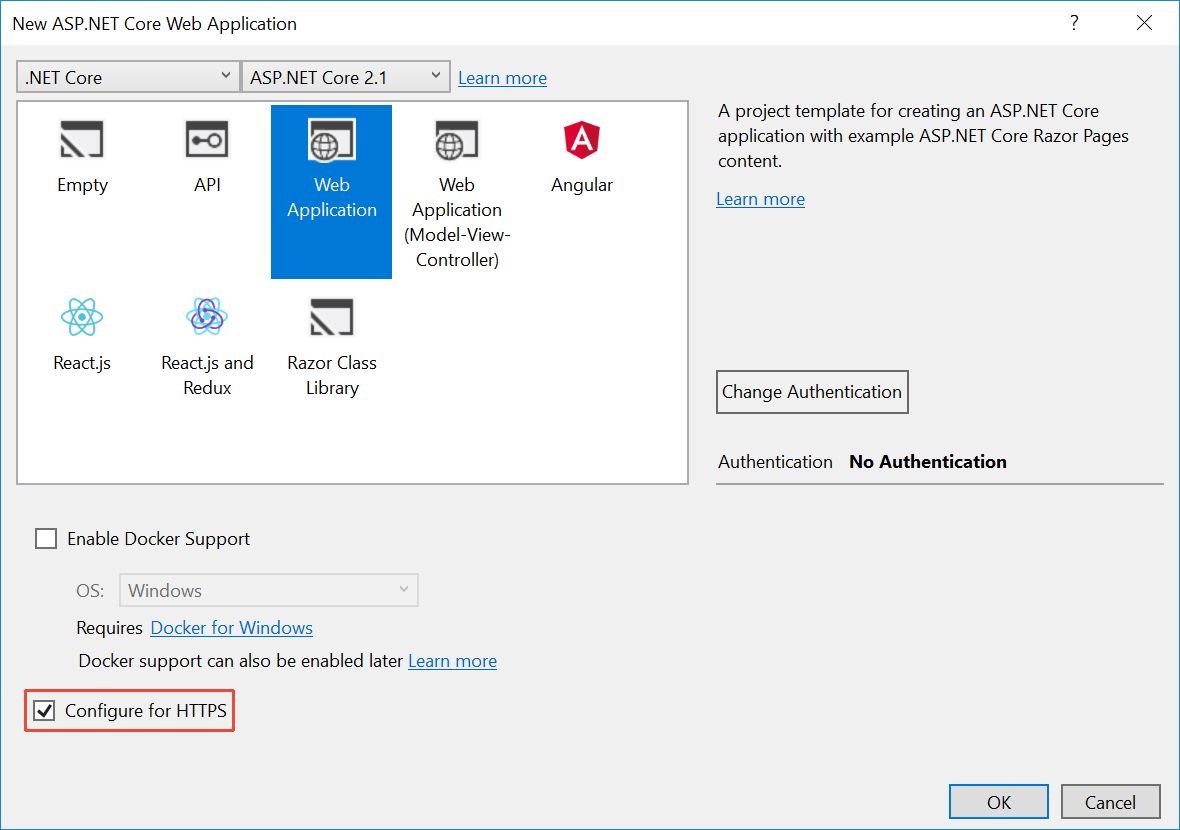 New ASP.NET Core Web Application
?
.NET Core
ASP.NET Core 2.1
Learn more
Empty
API
Web
Application
Web
Application
(Model-View-
Controller)
Angular
React.js
React.js and
Redux
Razor Class
Library
A project template for creating an ASP.NET Core
application with example ASP.NET Core Razor Pages
content.
Learn more
Change Authentication
Authentication No Authentication
Enable Docker Support
OS: Windows
Requires Docker for Windows
Docker support can also be enabled later Learn more
Configure for HTTPS
OK
Cancel